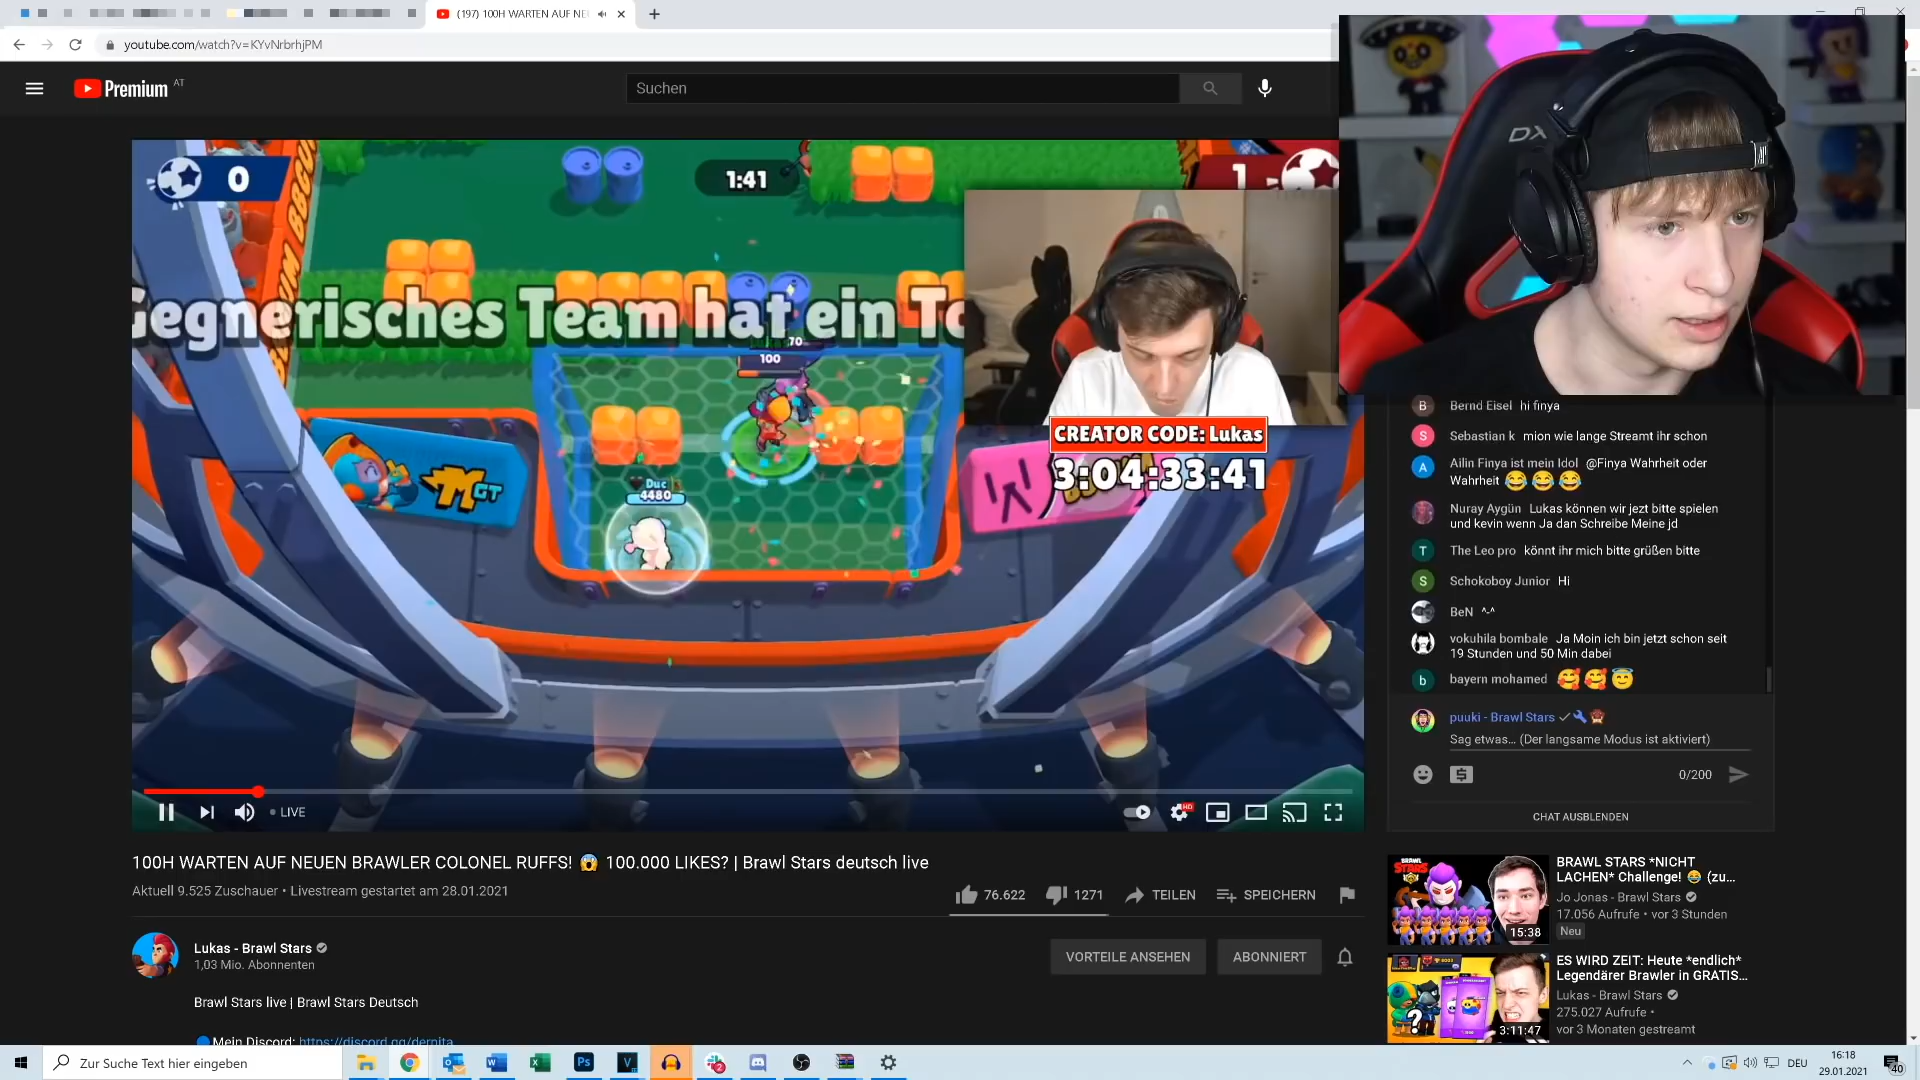 (197) 100H WARTEN AUF NE
youtube.com/watch?v=KYvNrbrhjPM
Premium AT
Suchen
0
1:41
1
Gegnerisches Team hat ein To
70
100
Duc
4480
GT
CREATOR CODE: Lukas
3:04:33:41
DX
LIVE
HD
B Bernd Eisel hi finya
S Sebastian k mion wie lange Streamt ihr schon
A Ailin Finya ist mein Idol @Finya Wahrheit oder
Wahrheit 😂 😂 😂
Nuray Aygün Lukas können wir jezt bitte spielen
und kevin wenn Ja dan Schreibe Meine jd
T The Leo pro könnt ihr mich bitte grüßen bitte
S Schokoboy Junior Hi
BeN ^-^
vokuhila bombale Ja Moin ich bin jetzt schon seit
19 Stunden und 50 Min dabei
b bayern mohamed 🥰 🥰 😇
puuki - Brawl Stars
Sag etwas... (Der langsame Modus ist aktiviert)
0/200
CHAT AUSBLENDEN
100H WARTEN AUF NEUEN BRAWLER COLONEL RUFFS! 😱 100.000 LIKES? | Brawl Stars deutsch live
Aktuell 9.525 Zuschauer • Livestream gestartet am 28.01.2021
76.622 1271 TEILEN SPEICHERN
Lukas - Brawl Stars
1,03 Mio. Abonnenten
VORTEILE ANSEHEN ABONNIERT
Brawl Stars live | Brawl Stars Deutsch
Mein Discord: https://discord.gg/dernita
BRAWL STARS
15:38
BRAWL STARS *NICHT
LACHEN* Challenge! 😂 (zu...
Jo Jonas - Brawl Stars
17.056 Aufrufe • vor 3 Stunden
Neu
?
3:11:47
ES WIRD ZEIT: Heute *endlich*
Legendärer Brawler in GRATIS...
Lukas - Brawl Stars
275.027 Aufrufe •
vor 3 Monaten gestreamt
Zur Suche Text hier eingeben
Ps
V
2
DEU
16:18
29.01.2021
40